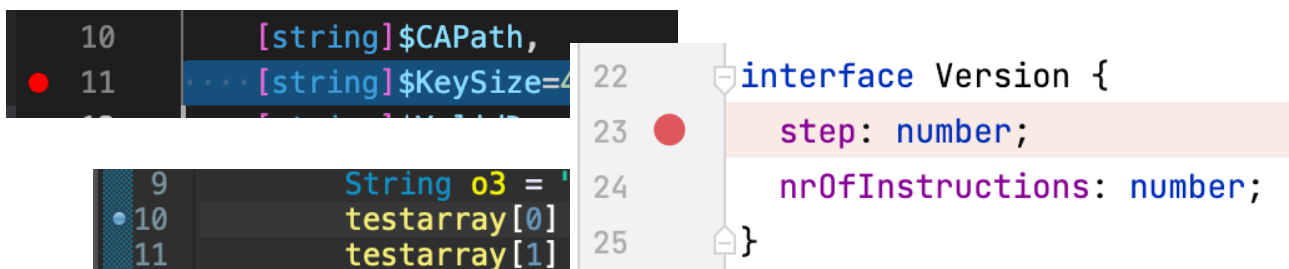 10 [string]$CAPath,
11 [string]$KeySize=4
9 String o3 = '
10 testarray[0]
11 testarray[1]
22 interface Version {
23 step: number;
24 nrOfInstructions: number;
25 }